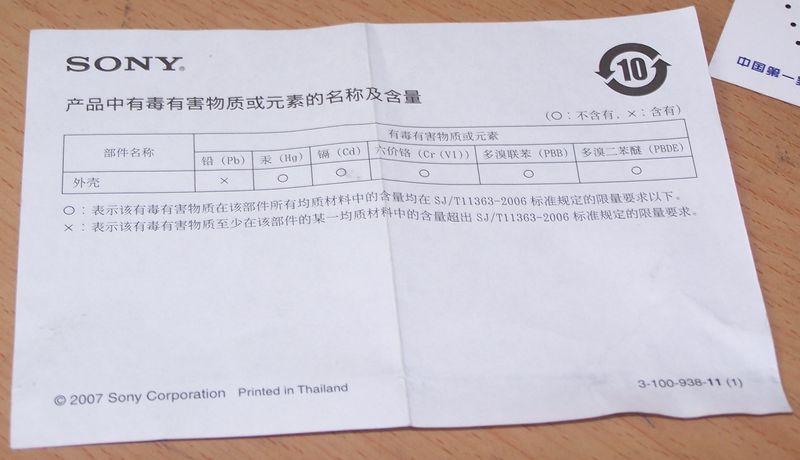 SONY®
10
产品中有毒有害物质或元素的名称及含量
(○:不含有, ×:含有)
部件名称 有毒有害物质或元素
铅 (Pb) 汞 (Hg) 镉 (Cd) 六价铬 (Cr(VI)) 多溴联苯 (PBB) 多溴二苯醚 (PBDE)
外壳 × ○ ○ ○ ○ ○
○:表示该有毒有害物质在该部件所有均质材料中的含量均在 SJ/T11363-2006 标准规定的限量要求以下。
×:表示该有毒有害物质至少在该部件的某一均质材料中的含量超出 SJ/T11363-2006 标准规定的限量要求。
© 2007 Sony Corporation Printed in Thailand
3-100-938-11 (1)
中国第一